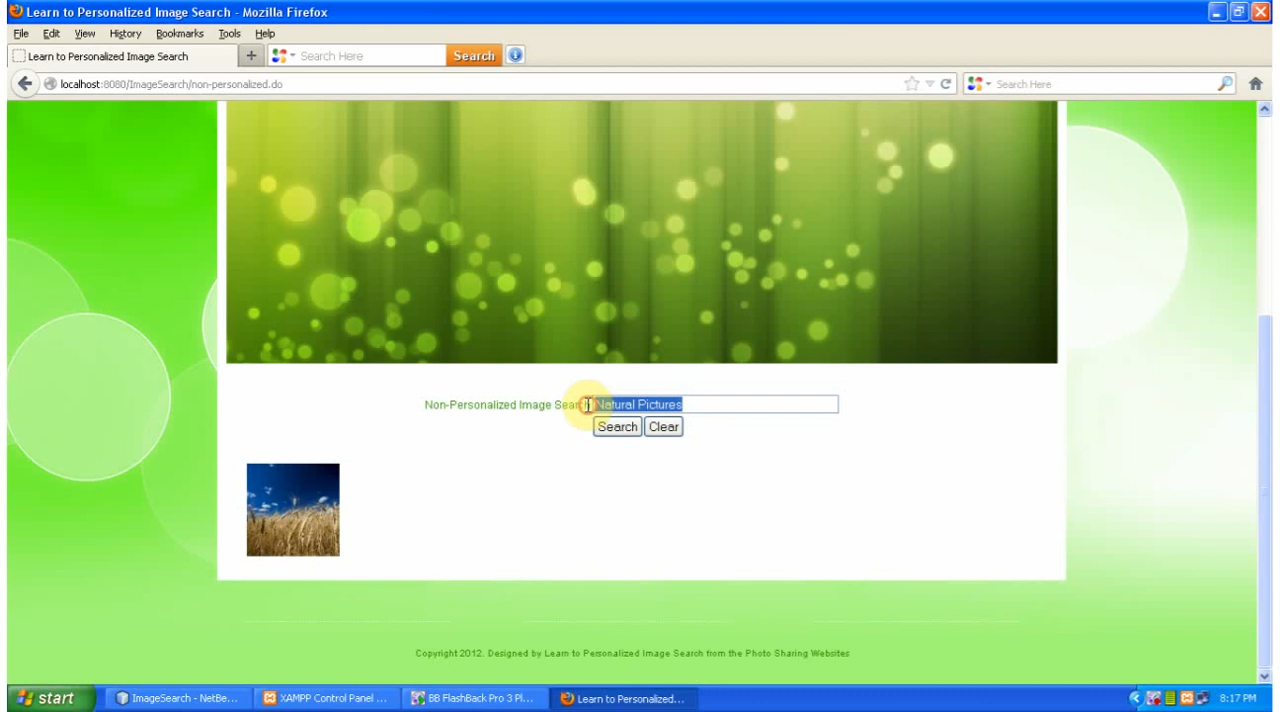 Learn to Personalized Image Search - Mozilla Firefox
File Edit View History Bookmarks Tools Help
Learn to Personalized Image Search + Search Here Search
localhost:8080/ImageSearch/non-personalized.do Search Here
Non-Personalized Image Search Natural Pictures
Search Clear
Copyright 2012. Designed by Learn to Personalized Image Search from the Photo Sharing Websites
start ImageSearch - NetBe... XAMPP Control Panel ... BB FlashBack Pro 3 Pl... Learn to Personalized... 8:17 PM